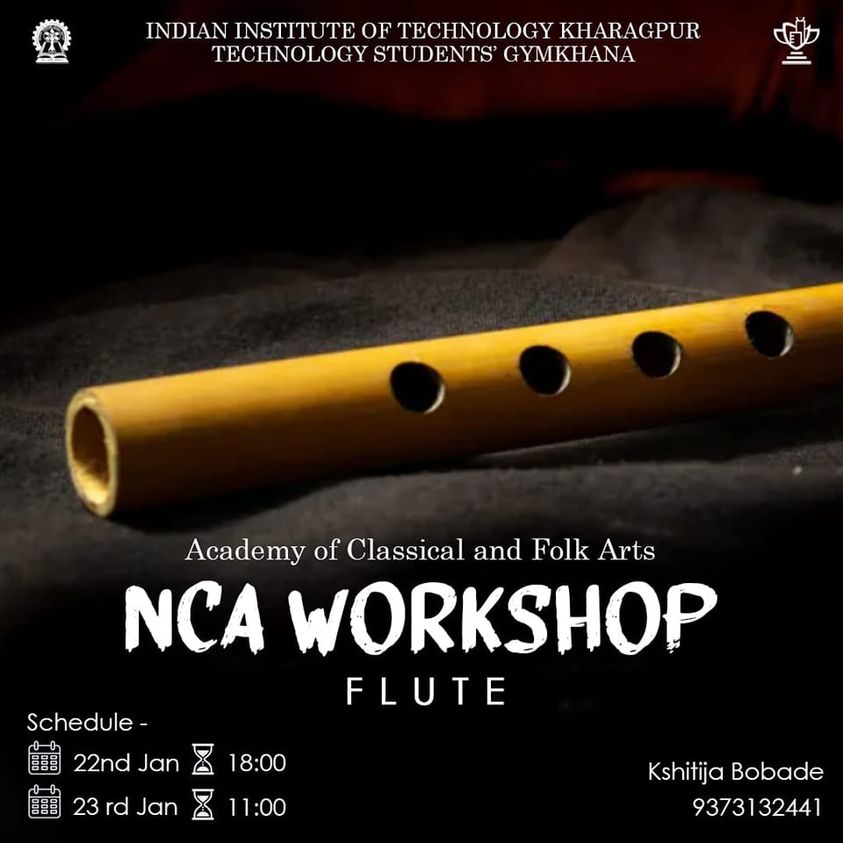 INDIAN INSTITUTE OF TECHNOLOGY KHARAGPUR
TECHNOLOGY STUDENTS' GYMKHANA
Academy of Classical and Folk Arts
NCA WORKSHOP
FLUTE
Schedule -
22nd Jan 18:00
23 rd Jan 11:00
Kshitija Bobade
9373132441